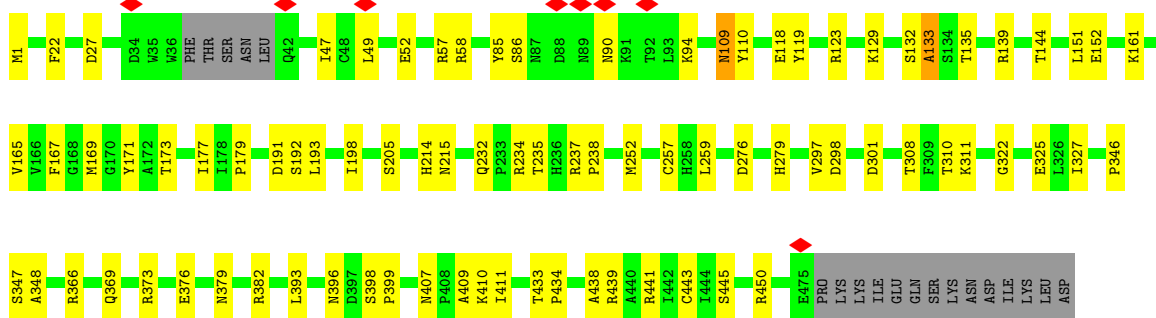 M1 F22 D27 D34 W35 W36 PHE THR SER ASN LEU Q42 I47 C48 L49 E52 R57 R58 Y85 S86 N87 D88 N89 N90 K91 T92 L93 K94 N109 Y110 E118 Y119 R123 K129 S132 A133 S134 T135 R139 T144 L151 E152 K161
V165 V166 F167 G168 M169 G170 Y171 A172 T173 I177 I178 P179 D191 S192 L193 I198 S205 H214 N215 Q232 P233 R234 T235 H236 R237 P238 M252 C257 H258 L259 D276 H279 V297 D298 D301 T308 F309 T310 K311 G322 E325 L326 I327 P346
S347 A348 R366 Q369 R373 E376 N379 R382 L393 N396 D397 S398 P399 N407 P408 A409 K410 I411 T433 P434 A438 R439 A440 R441 I442 C443 I444 S445 R450 E475 PRO LYS LYS ILE GLU GLN SER LYS ASN ASP ILE LYS LEU ASP